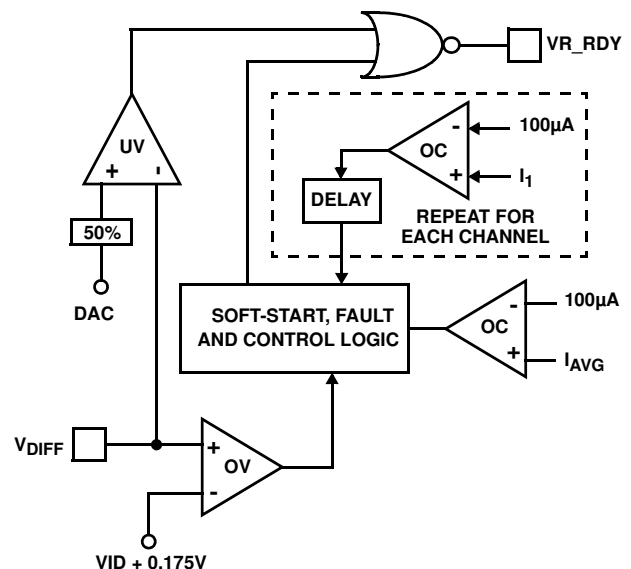 VR_RDY
UV
+ -
50%
DAC
- 100µA
OC
+ I1
DELAY
REPEAT FOR
EACH CHANNEL
SOFT-START, FAULT
AND CONTROL LOGIC
- 100µA
OC
+ IAVG
VDIFF
+
OV
-
VID + 0.175V